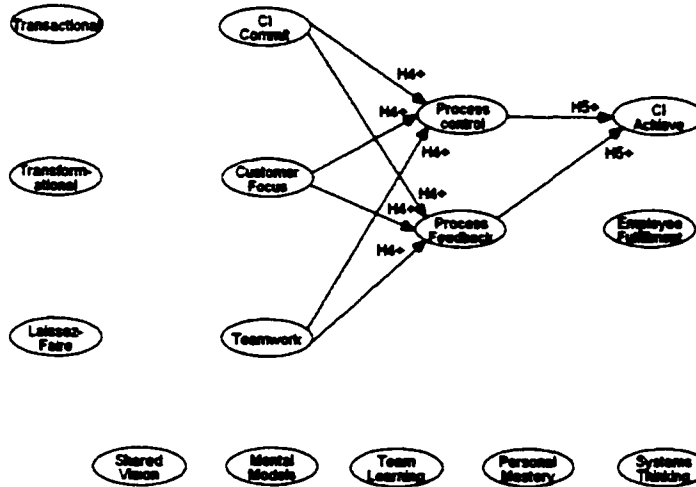 Transactional
CI
Commit
H4+
Process
control
H5+
CI
Achieve
H4+
H4+
H5+
Transform-
ational
Customer
Focus
H4+
H4+
Process
Feedback
Employee
Fulfillment
H4+
Laissez-
Faire
Teamwork
Shared
Vision
Mental
Models
Team
Learning
Personal
Mastery
Systems
Thinking